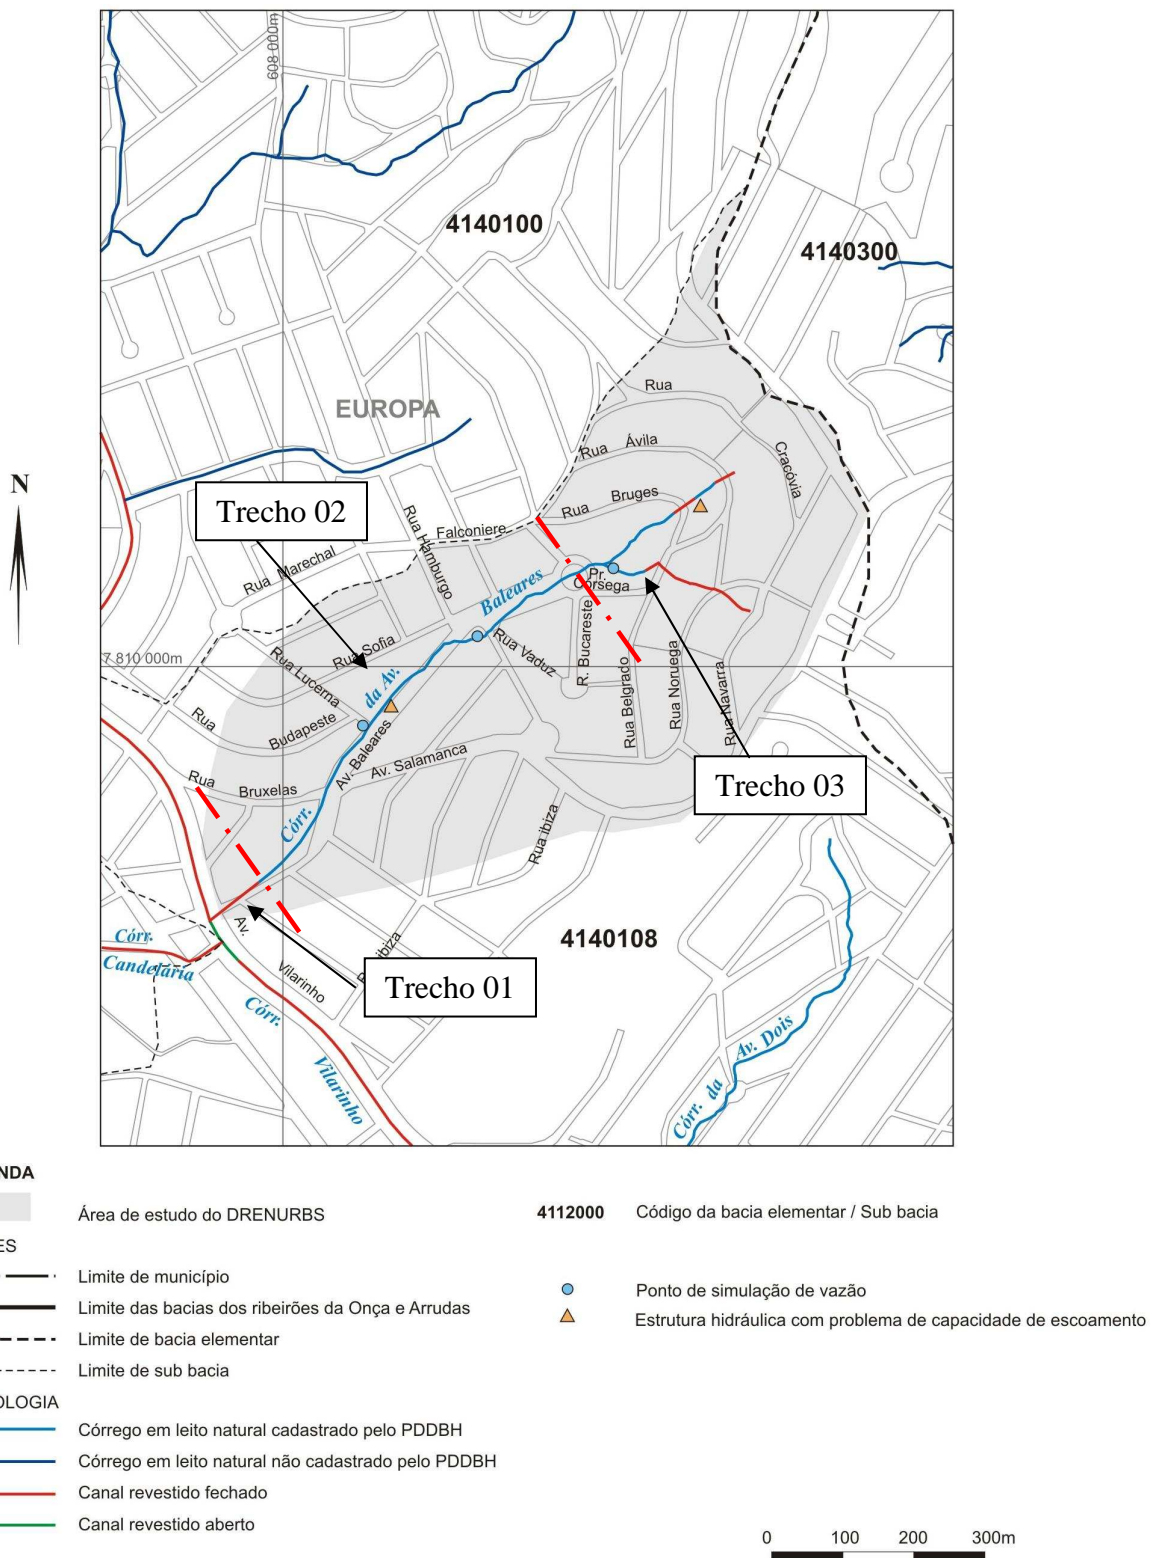 608 000m
4140100
4140300
EUROPA
Rua
Rua Ávila
Cracóvia
Rua Bruges
N
Trecho 02
Rua Hamburgo
Falconiere
Rua Marechal
Baleares
Pr.
Córsega
R. Bucareste
Rua Vaduz
Rua Sofia
7 810 000m
Rua Lucerna
da Av.
Rua Belgrado
Rua Noruega
Rua Navarra
Rua
Budapeste
Av. Baleares
Av. Salamanca
Rua
Bruxelas
Trecho 03
Córr.
Rua ibiza
Av.
4140108
Córr.
Candelária
ibiza
Vilarinho
Trecho 01
Córr.
Vilarinho
Córr. da Av. Dois
NDA
Área de estudo do DRENURBS
4112000 Código da bacia elementar / Sub bacia
ES
Limite de município
Ponto de simulação de vazão
Limite das bacias dos ribeirões da Onça e Arrudas
Estrutura hidráulica com problema de capacidade de escoamento
Limite de bacia elementar
Limite de sub bacia
OLOGIA
Córrego em leito natural cadastrado pelo PDDBH
Córrego em leito natural não cadastrado pelo PDDBH
Canal revestido fechado
Canal revestido aberto
0 100 200 300m